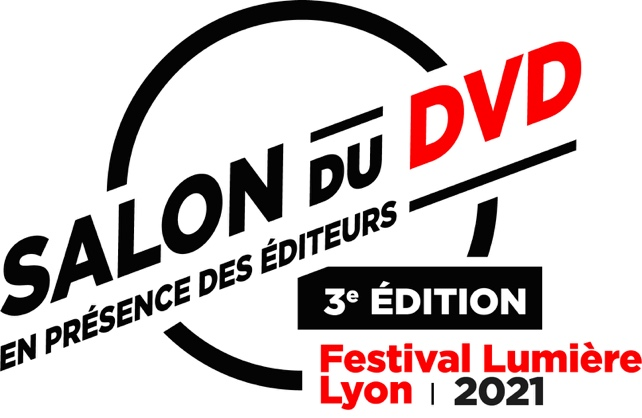 SALON DU DVD
EN PRÉSENCE DES ÉDITEURS
3e ÉDITION
Festival Lumière
Lyon | 2021